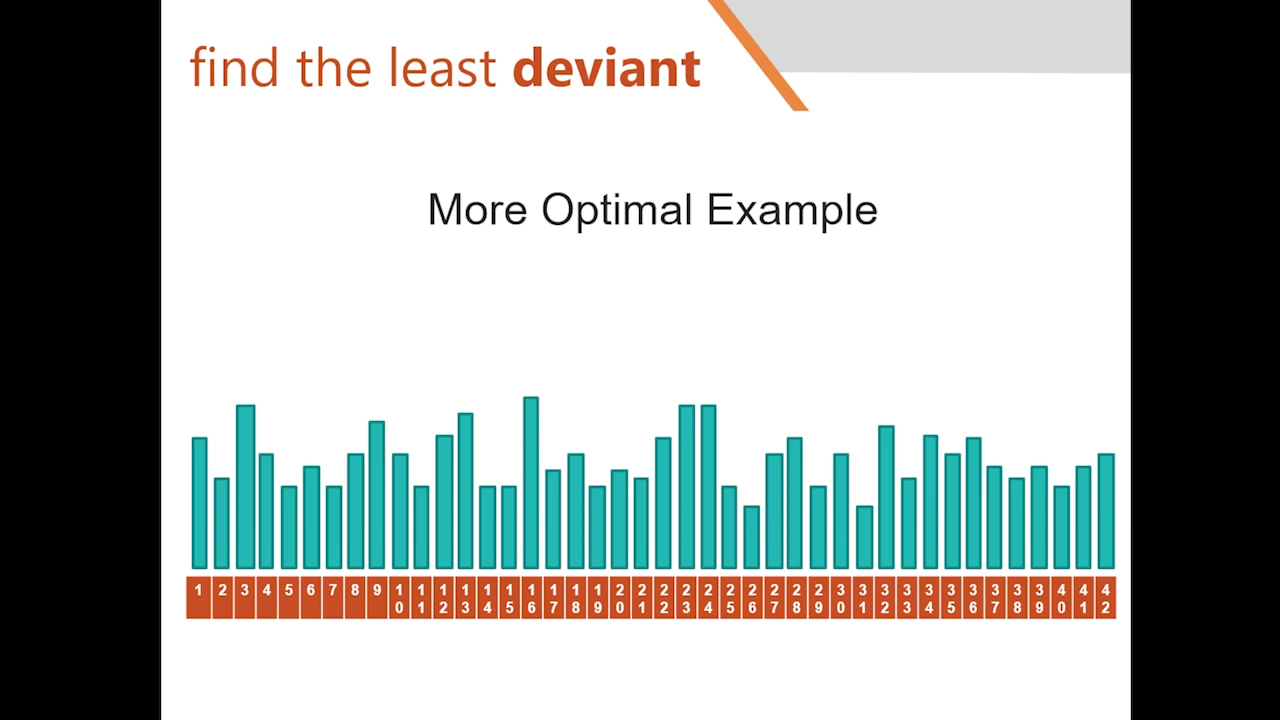 find the least deviant
More Optimal Example
1 2 3 4 5 6 7 8 9 10 11 12 13 14 15 16 17 18 19 20 21 22 23 24 25 26 27 28 29 30 31 32 33 34 35 36 37 38 39 40 41 42